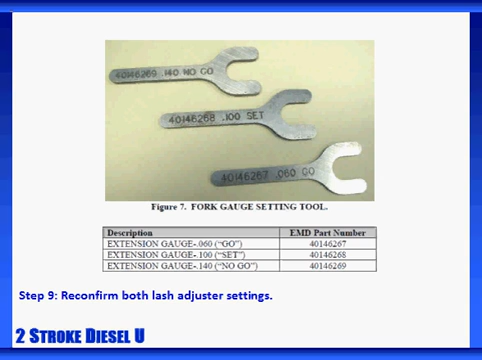 40146269 .140 NO GO
40146268 .100 SET
40146267 .060 GO
Figure 7. FORK GAUGE SETTING TOOL.
Description EMD Part Number
EXTENSION GAUGE-.060 ("GO") 40146267
EXTENSION GAUGE-.100 ("SET") 40146268
EXTENSION GAUGE-.140 ("NO GO") 40146269
Step 9: Reconfirm both lash adjuster settings.
2 STROKE DIESEL U